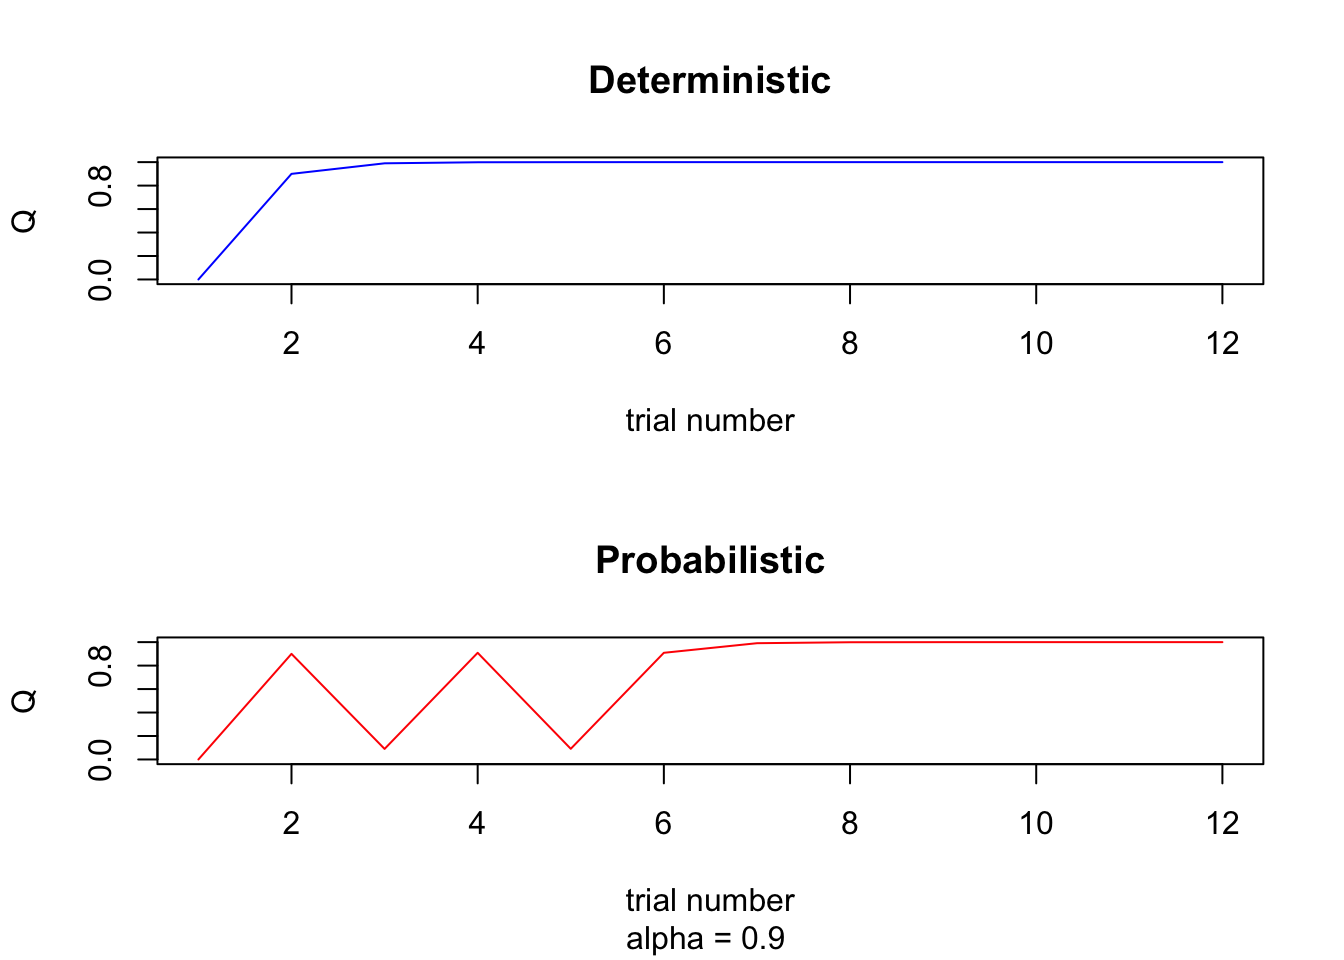 Deterministic
Q
0.8
0.0
2 4 6 8 10 12
trial number
Probabilistic
Q
0.8
0.0
2 4 6 8 10 12
trial number
alpha = 0.9